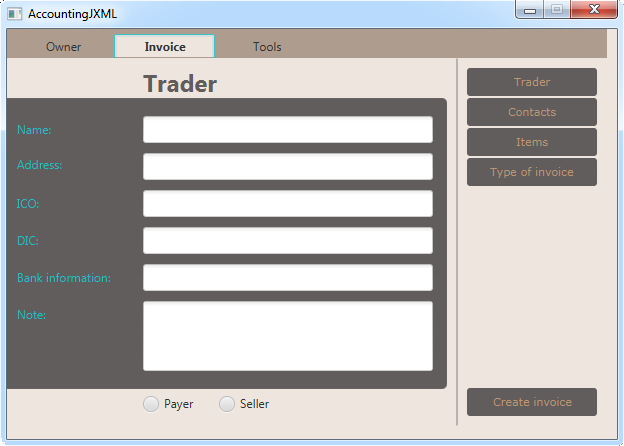 AccountingJXML
Owner Invoice Tools
Trader
Name:
Address:
ICO:
DIC:
Bank information:
Note:
Payer Seller
Trader
Contacts
Items
Type of invoice
Create invoice